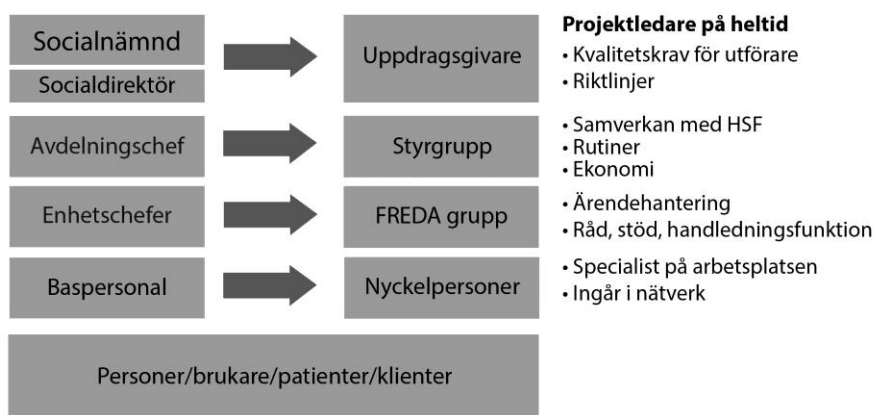 Socialnämnd
Socialdirektör
Uppdragsgivare
Projektledare på heltid
• Kvalitetskrav för utförare
• Riktlinjer
Avdelningschef
Styrgrupp
• Samverkan med HSF
• Rutiner
• Ekonomi
Enhetschefer
FREDA grupp
• Ärendehantering
• Råd, stöd, handledningsfunktion
Baspersonal
Nyckelpersoner
• Specialist på arbetsplatsen
• Ingår i nätverk
Personer/brukare/patienter/klienter